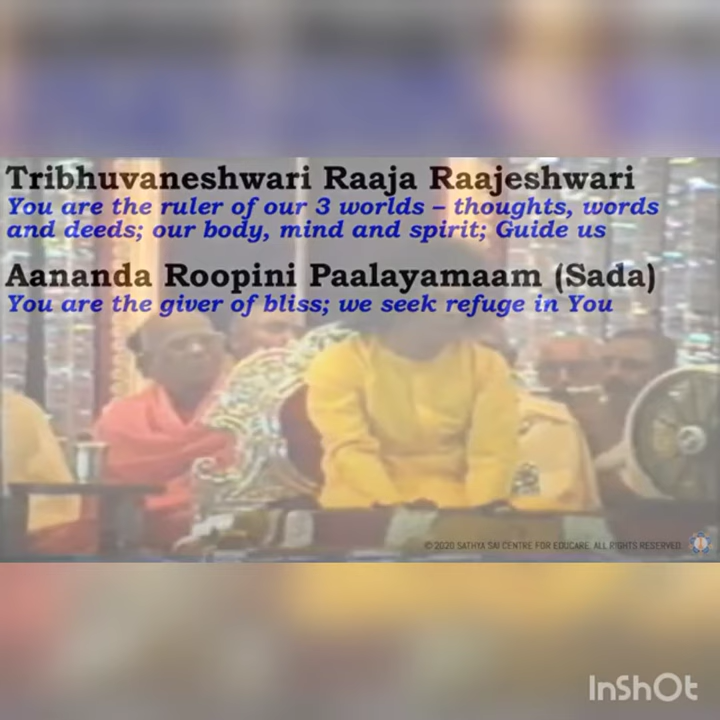 Tribhuvaneshwari Raaja Raajeshwari
You are the ruler of our 3 worlds – thoughts, words
and deeds; our body, mind and spirit; Guide us
Aananda Roopini Paalayamaam (Sada)
You are the giver of bliss; we seek refuge in You
© 2020 SATHYA SAI CENTRE FOR EDUCARE. ALL RIGHTS RESERVED.
InShOt